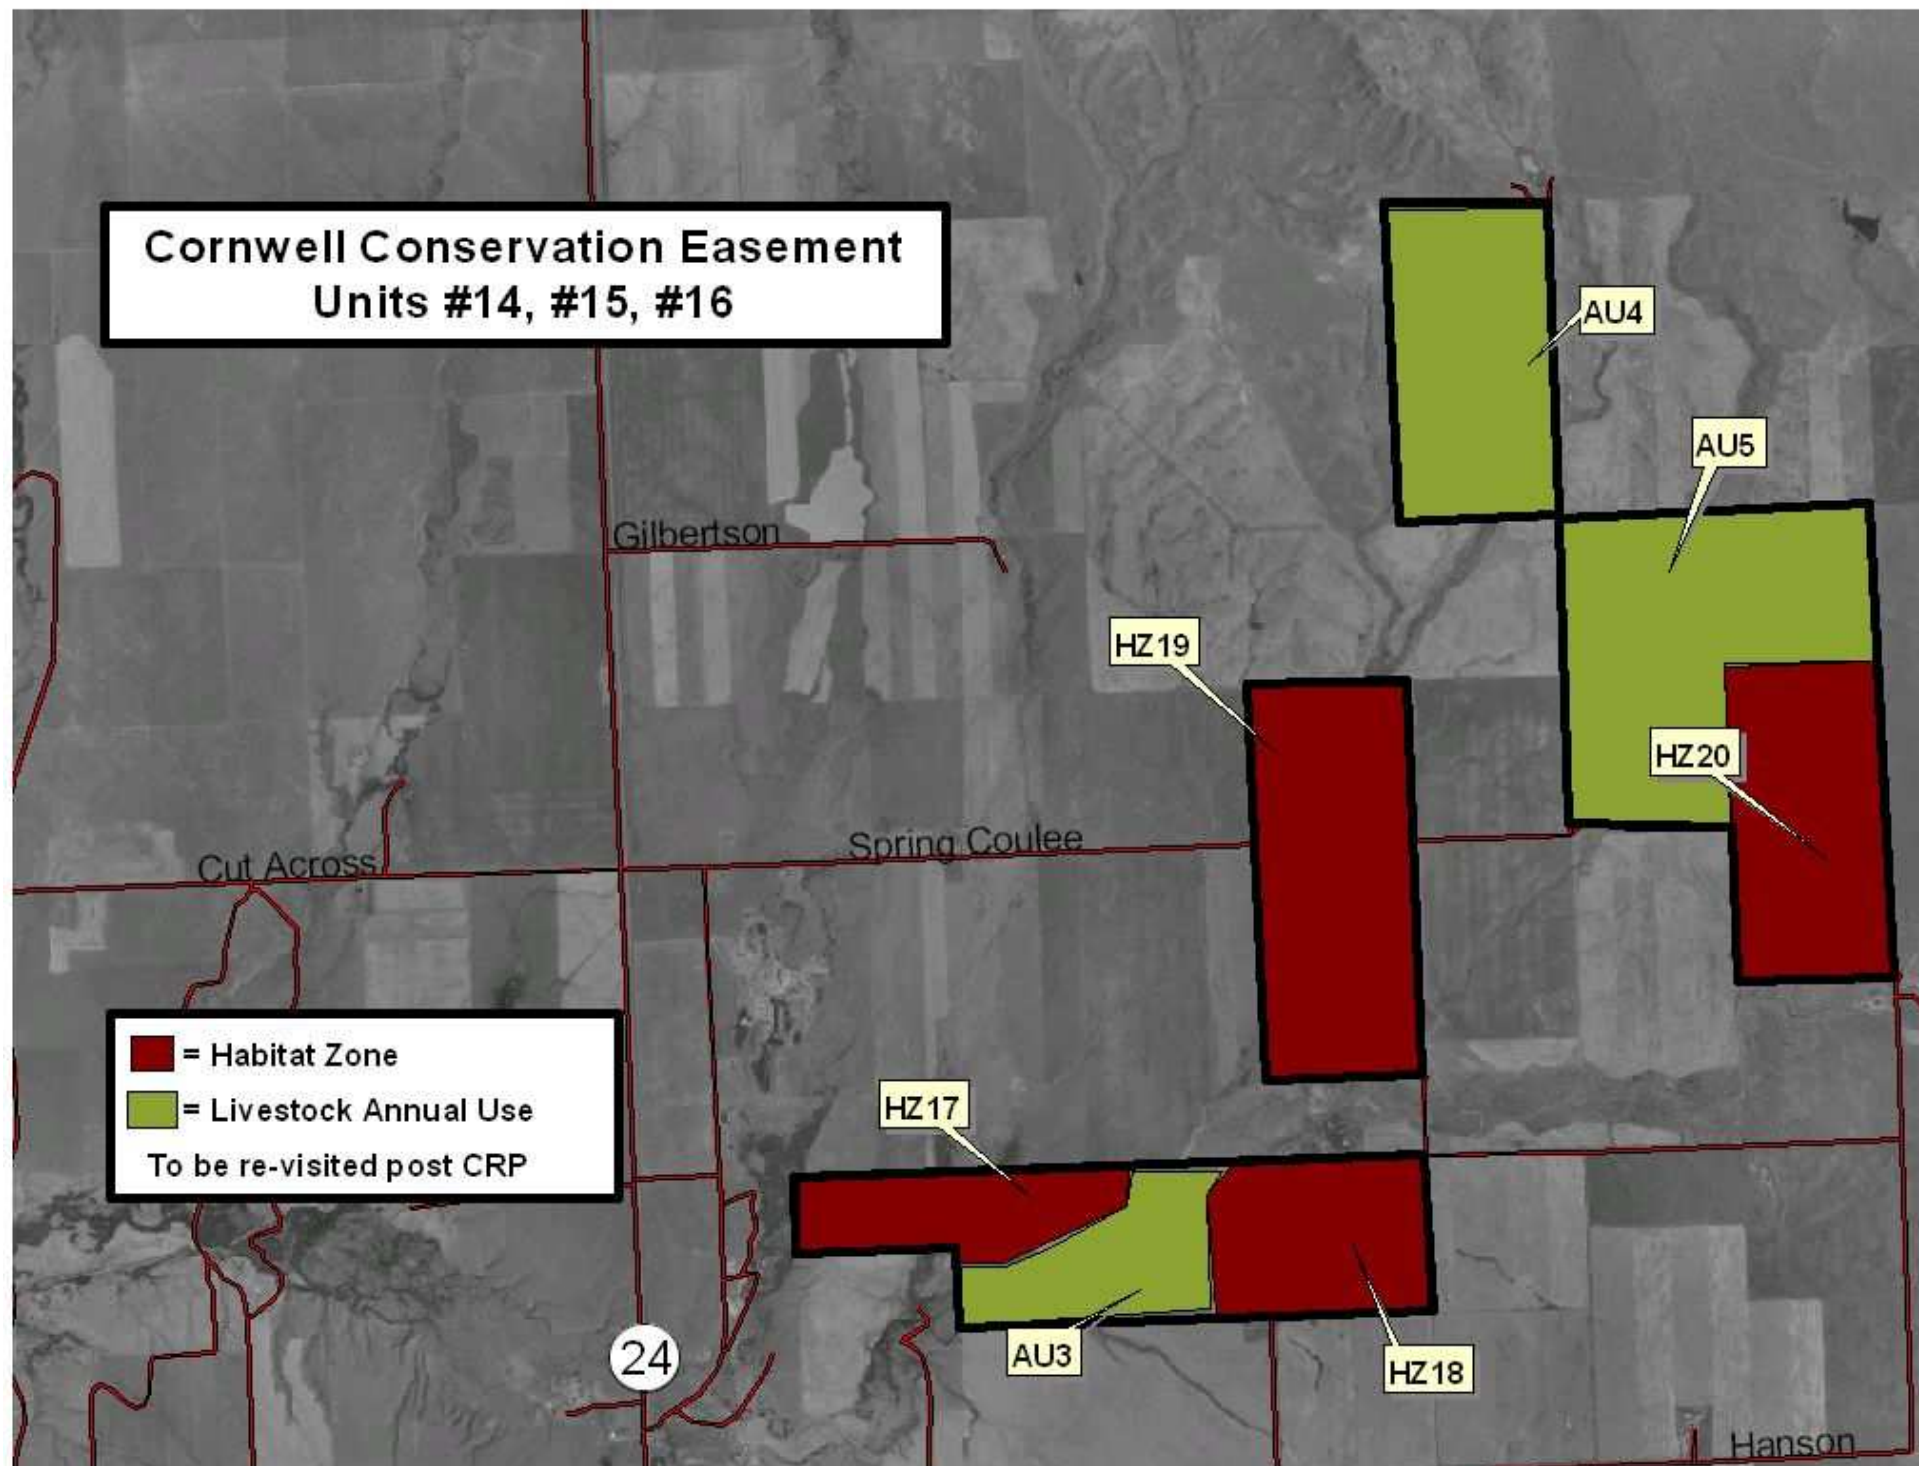 Cornwell Conservation Easement
Units #14, #15, #16
AU4
AU5
Gilbertson
HZ19
HZ20
Spring Coulee
Cut Across
= Habitat Zone
= Livestock Annual Use
To be re-visited post CRP
HZ17
24
AU3
HZ18
Hanson